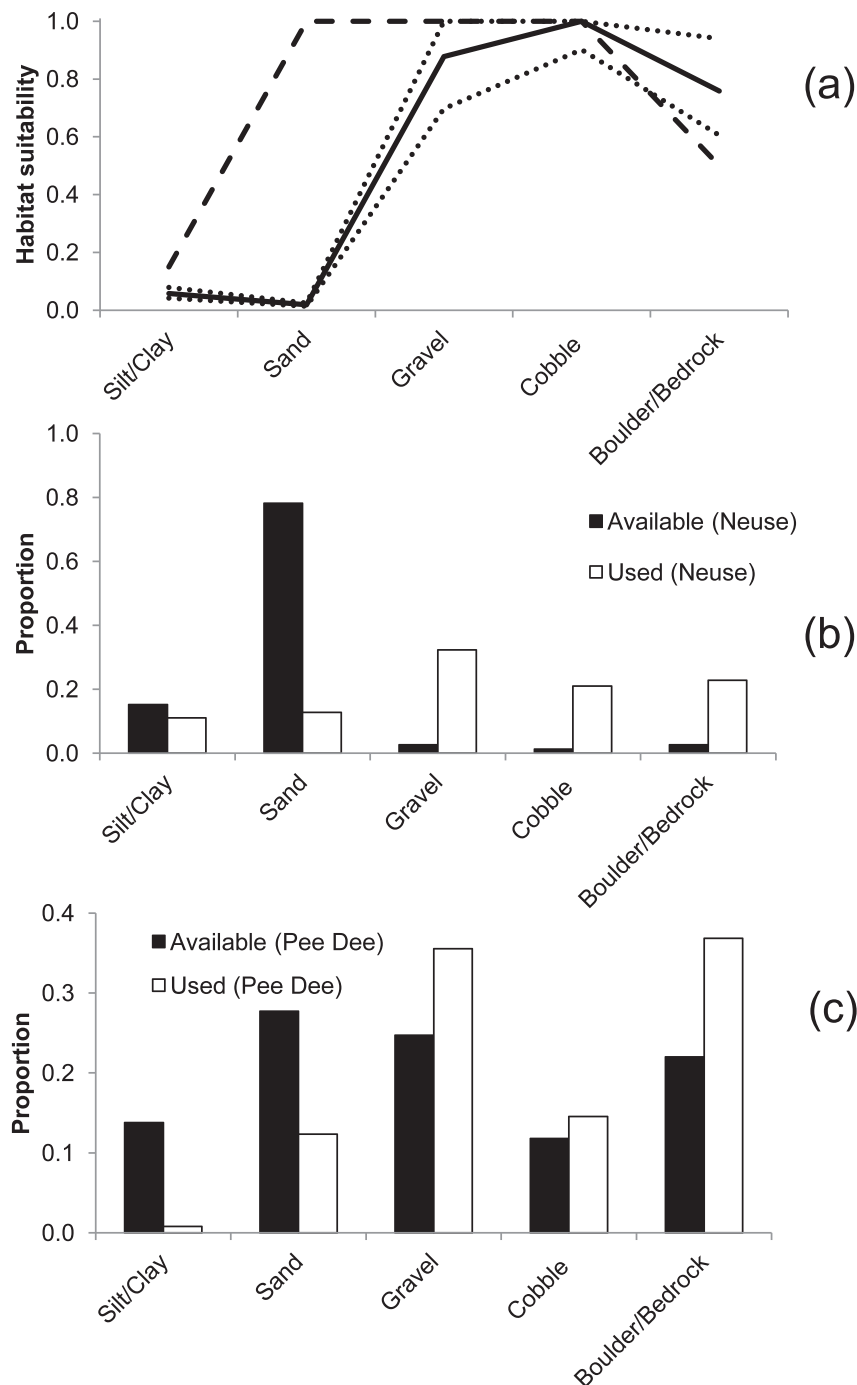 1.0
0.8
0.6
0.4
0.2
0.0
Habitat suitability
(a)
Silt/Clay
Sand
Gravel
Cobble
Boulder/Bedrock
1.0
0.8
0.6
0.4
0.2
0.0
Proportion
Available (Neuse)
Used (Neuse)
(b)
Silt/Clay
Sand
Gravel
Cobble
Boulder/Bedrock
0.4
0.3
0.2
0.1
0.0
Proportion
Available (Pee Dee)
Used (Pee Dee)
(c)
Silt/Clay
Sand
Gravel
Cobble
Boulder/Bedrock